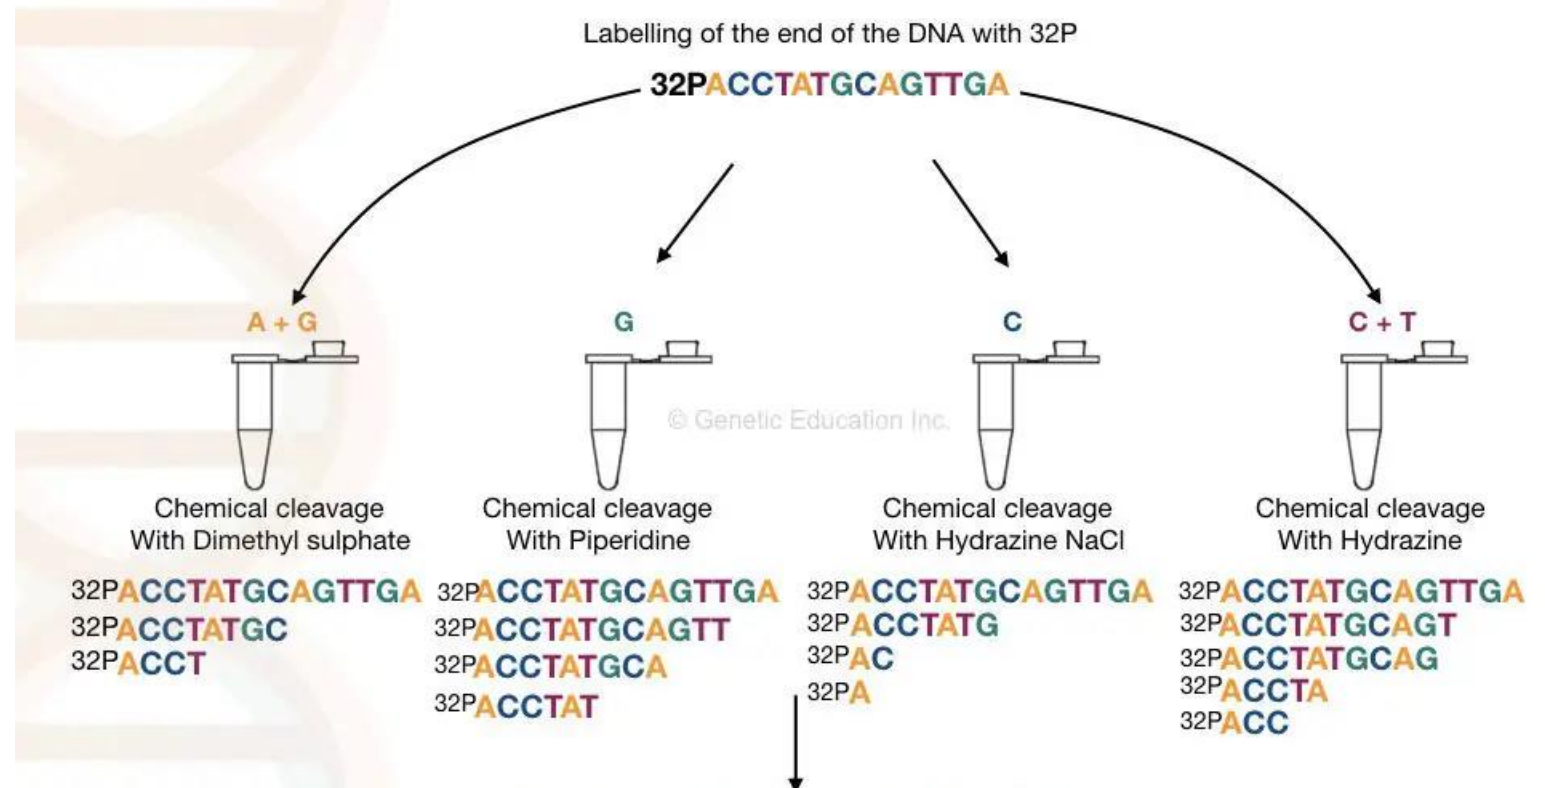 Labelling of the end of the DNA with 32P
32PACCTATGCAGTTGA
A + G
G
C
C + T
© Genetic Education Inc.
Chemical cleavage
With Dimethyl sulphate
Chemical cleavage
With Piperidine
Chemical cleavage
With Hydrazine NaCl
Chemical cleavage
With Hydrazine
32PACCTATGCAGTTGA
32PACCTATGC
32PACCT
32PACCTATGCAGTTGA
32PACCTATGCAGTT
32PACCTATGCA
32PACCTAT
32PACCTATGCAGTTGA
32PACCTATG
32PAC
32PA
32PACCTATGCAGTTGA
32PACCTATGCAGT
32PACCTATGCAG
32PACCTA
32PACC